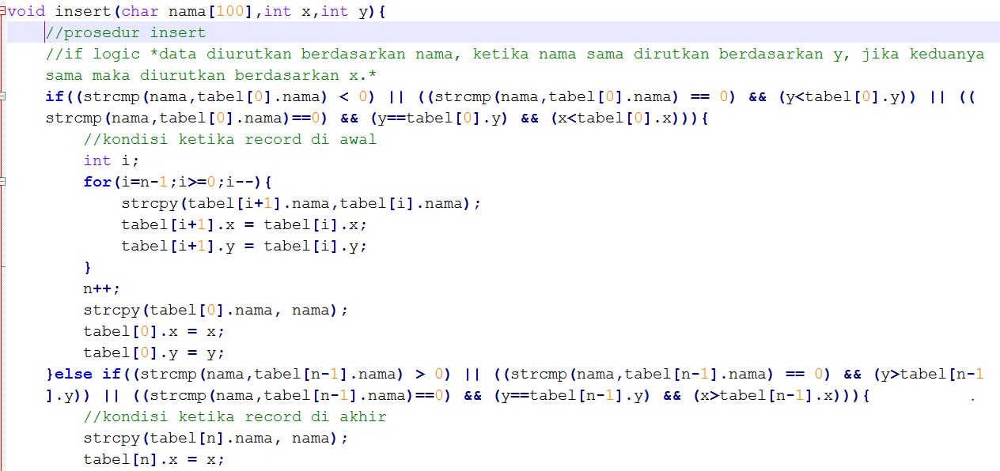 void insert(char nama[100],int x,int y){
//prosedur insert
//if logic *data diurutkan berdasarkan nama, ketika nama sama dirutkan berdasarkan y, jika keduanya
sama maka diurutkan berdasarkan x.*
if((strcmp(nama,tabel[0].nama) < 0) || ((strcmp(nama,tabel[0].nama) == 0) && (y<tabel[0].y)) || ((
strcmp(nama,tabel[0].nama)==0) && (y==tabel[0].y) && (x<tabel[0].x))){
//kondisi ketika record di awal
int i;
for(i=n-1;i>=0;i--){
strcpy(tabel[i+1].nama,tabel[i].nama);
tabel[i+1].x = tabel[i].x;
tabel[i+1].y = tabel[i].y;
}
n++;
strcpy(tabel[0].nama, nama);
tabel[0].x = x;
tabel[0].y = y;
}else if((strcmp(nama,tabel[n-1].nama) > 0) || ((strcmp(nama,tabel[n-1].nama) == 0) && (y>tabel[n-1
].y)) || ((strcmp(nama,tabel[n-1].nama)==0) && (y==tabel[n-1].y) && (x>tabel[n-1].x))){
//kondisi ketika record di akhir
strcpy(tabel[n].nama, nama);
tabel[n].x = x;